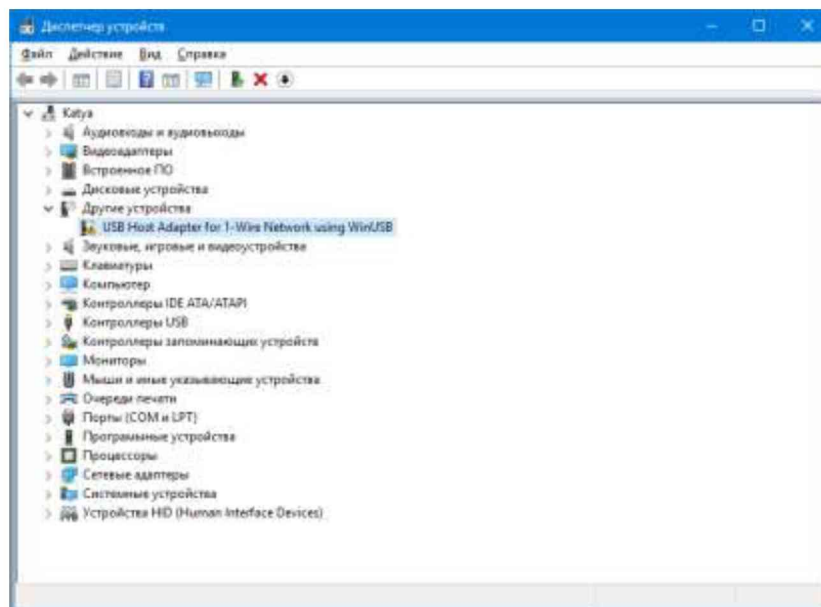 Диспетчер устройств
Файл Действие Вид Справка
Katya
Аудиовходы и аудиовыходы
Видеоадаптеры
Встроенное ПО
Дисковые устройства
Другие устройства
USB Host Adapter for 1-Wire Network using WinUSB
Звуковые, игровые и видеоустройства
Клавиатуры
Компьютер
Контроллеры IDE ATA/ATAPI
Контроллеры USB
Контроллеры запоминающих устройств
Мониторы
Мыши и иные указывающие устройства
Очереди печати
Порты (COM и LPT)
Программные устройства
Процессоры
Сетевые адаптеры
Системные устройства
Устройства HID (Human Interface Devices)